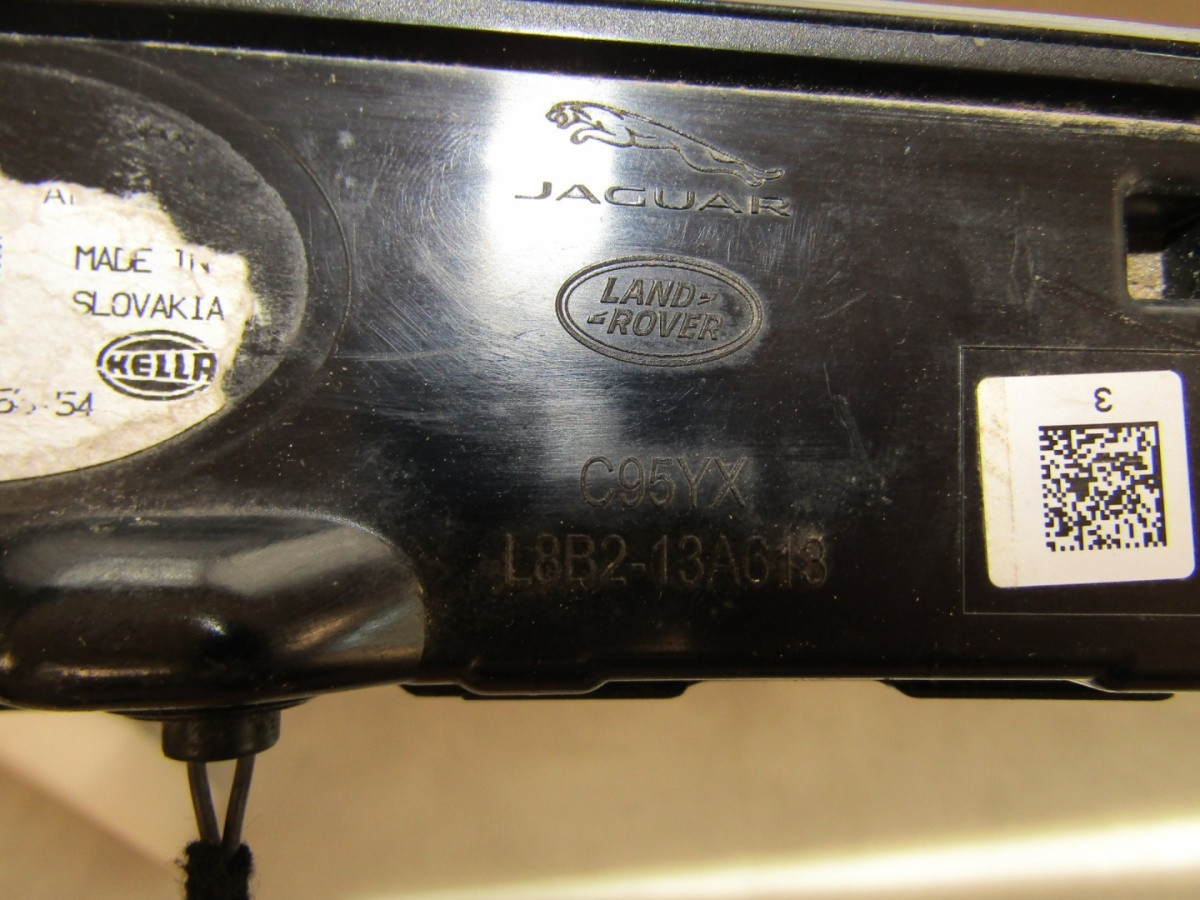 MADE IN
SLOVAKIA
HELLA
JAGUAR
LAND-
-ROVER
C95YX
L8B2-13A613
3